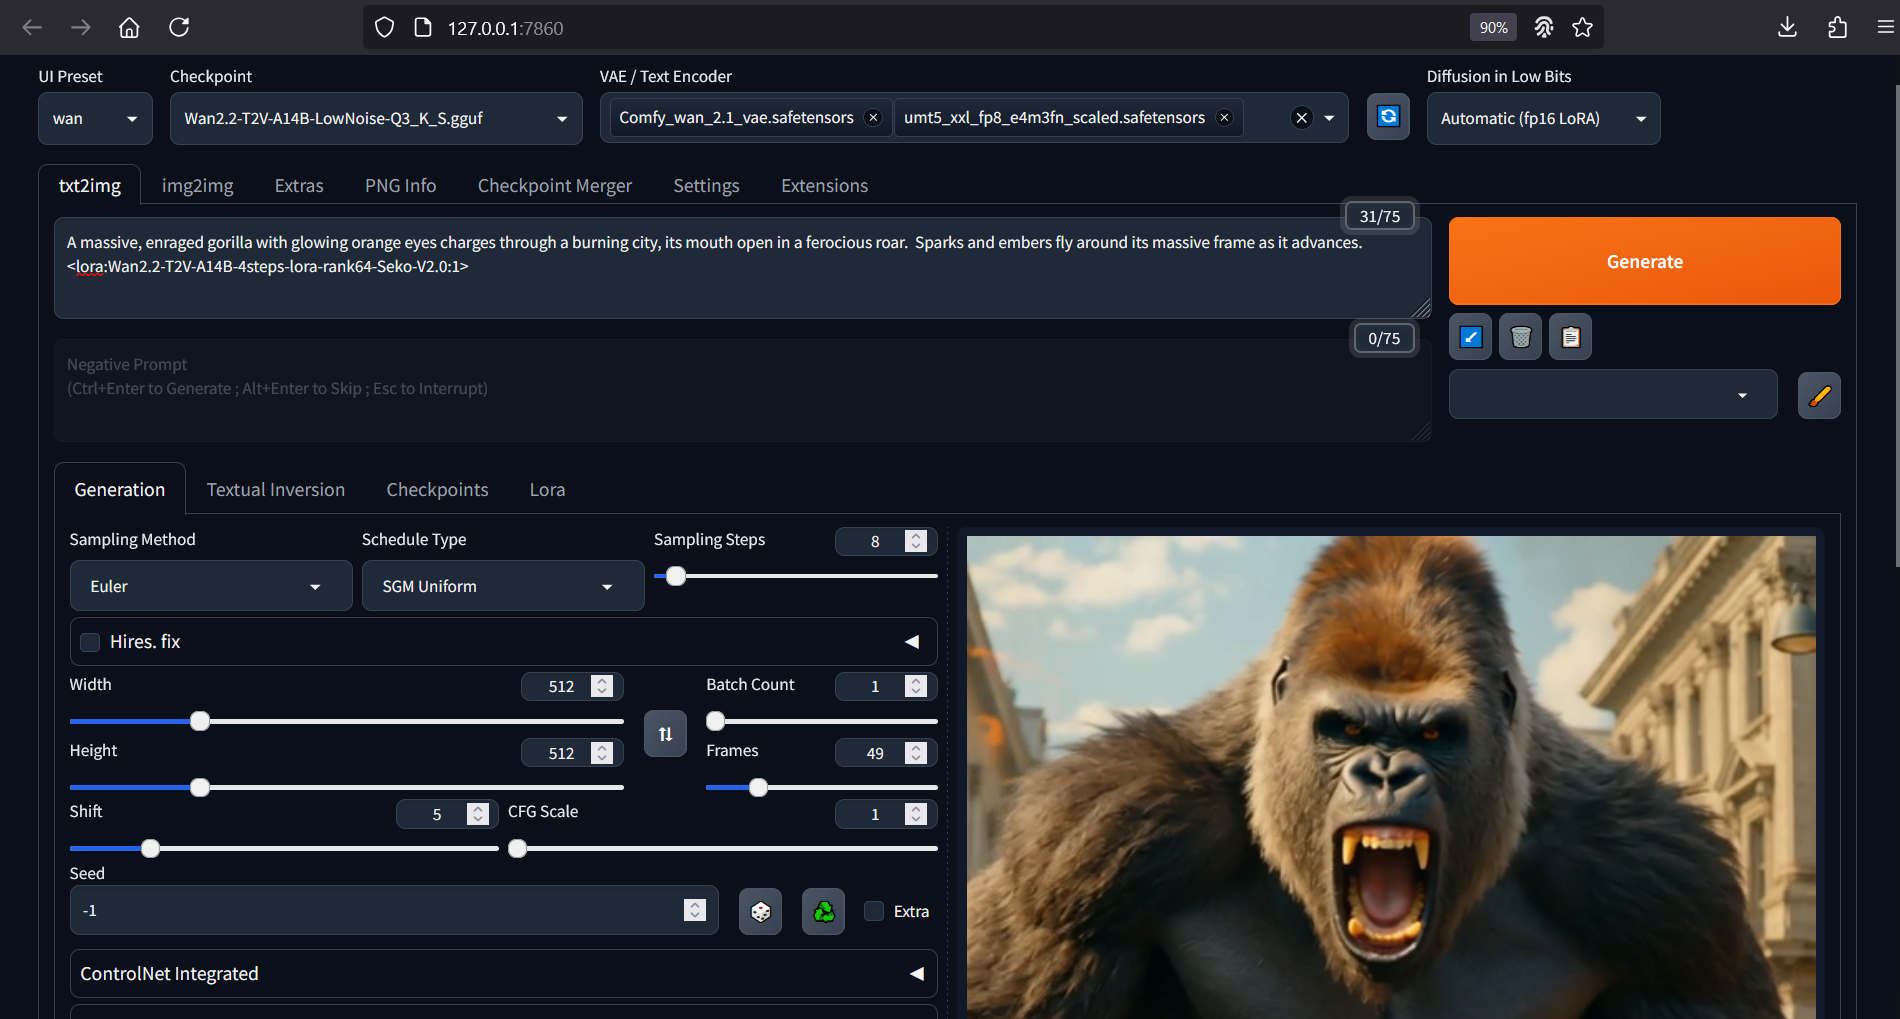 127.0.0.1:7860
90%
UI Preset
Checkpoint
VAE / Text Encoder
Diffusion in Low Bits
wan
Wan2.2-T2V-A14B-LowNoise-Q3_K_S.gguf
Comfy_wan_2.1_vae.safetensors
umt5_xxl_fp8_e4m3fn_scaled.safetensors
Automatic (fp16 LoRA)
txt2img
img2img
Extras
PNG Info
Checkpoint Merger
Settings
Extensions
31/75
A massive, enraged gorilla with glowing orange eyes charges through a burning city, its mouth open in a ferocious roar.  Sparks and embers fly around its massive frame as it advances.
<lora:Wan2.2-T2V-A14B-4steps-lora-rank64-Seko-V2.0:1>
Generate
0/75
Negative Prompt
(Ctrl+Enter to Generate ; Alt+Enter to Skip ; Esc to Interrupt)
Generation
Textual Inversion
Checkpoints
Lora
Sampling Method
Schedule Type
Sampling Steps
8
Euler
SGM Uniform
Hires. fix
Width
512
Batch Count
1
Height
512
Frames
49
Shift
5
CFG Scale
1
Seed
-1
Extra
ControlNet Integrated